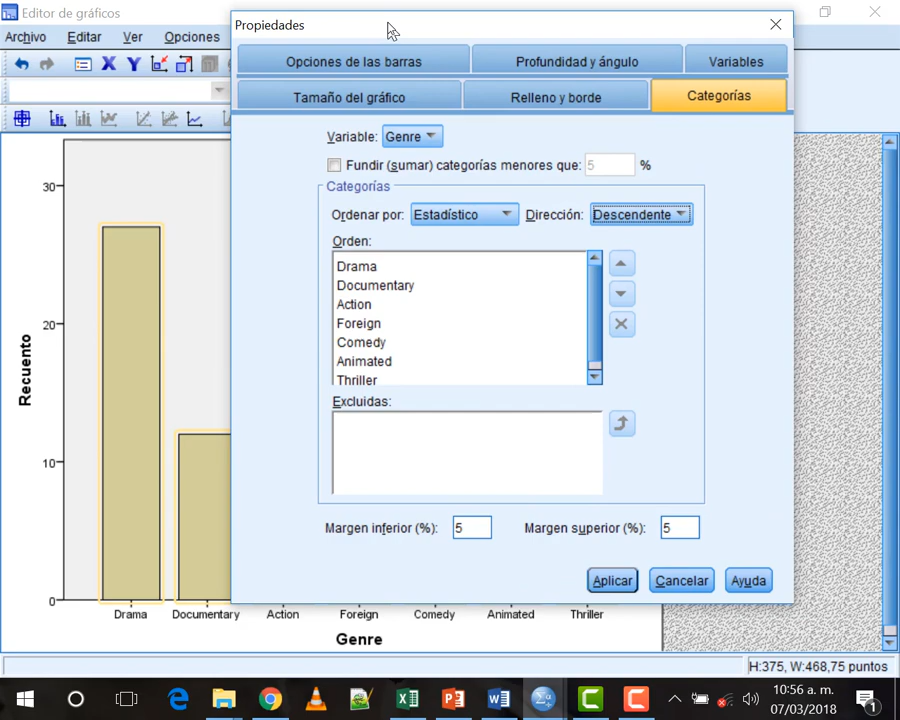 Editor de gráficos
Archivo Editar Ver Opciones
Propiedades
Opciones de las barras Profundidad y ángulo Variables
Tamaño del gráfico Relleno y borde Categorías
Variable: Genre
Fundir (sumar) categorías menores que: 5 %
Categorías
Ordenar por: Estadístico Dirección: Descendente
Orden:
Drama
Documentary
Action
Foreign
Comedy
Animated
Thriller
Excluidas:
Margen inferior (%): 5 Margen superior (%): 5
Aplicar Cancelar Ayuda
30
20
10
0
Recuento
Drama Documentary Action Foreign Comedy Animated Thriller
Genre
H:375, W:468,75 puntos
10:56 a. m.
07/03/2018
1